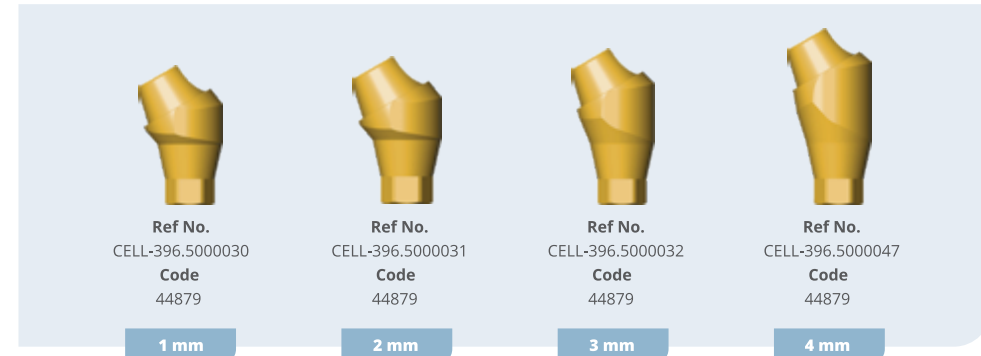 Ref No. Ref No. Ref No. Ref No.
CELL-396.5000030 CELL-396.5000031 CELL-396.5000032 CELL-396.5000047
Code Code Code Code
44879 44879 44879 44879
1 mm 2 mm 3 mm 4 mm